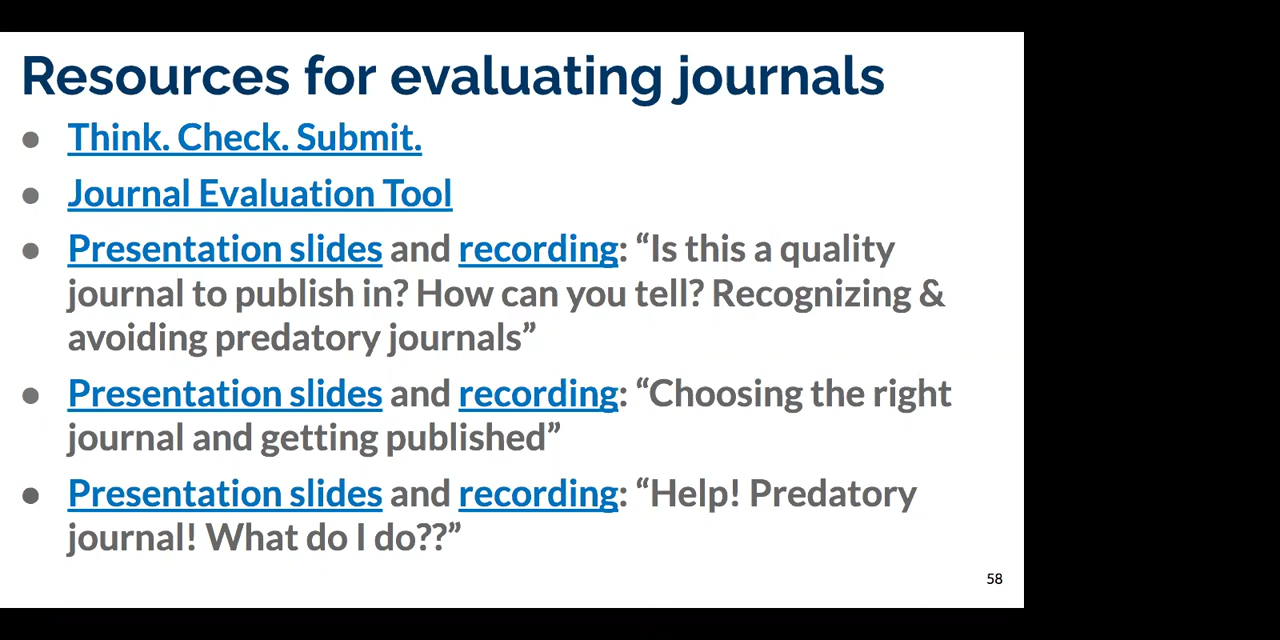 Resources for evaluating journals
● Think. Check. Submit.
● Journal Evaluation Tool
● Presentation slides and recording: “Is this a quality
journal to publish in? How can you tell? Recognizing &
avoiding predatory journals”
● Presentation slides and recording: “Choosing the right
journal and getting published”
● Presentation slides and recording: “Help! Predatory
journal! What do I do??”
58